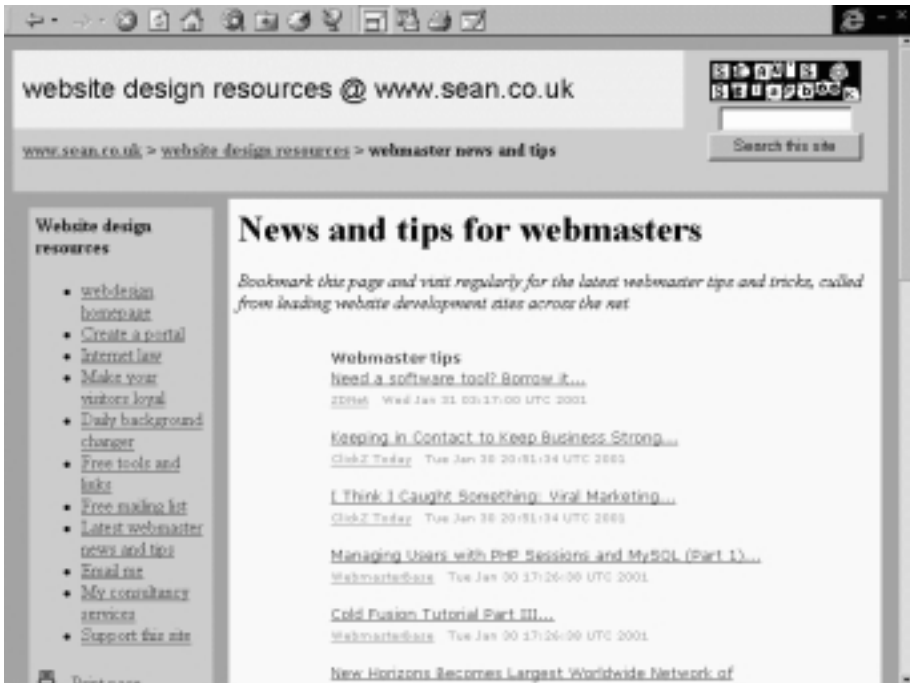 website design resources @ www.sean.co.uk
SEAN'S
SCRAPBOOK
Search this site
www.sean.co.uk > website design resources > webmaster news and tips
Website design
resources
webdesign
homepage
Create a portal
Internet law
Make your
visitors loyal
Daily background
changer
Free tools and
links
Free mailing list
Latest webmaster
news and tips
Email me
My consultancy
services
Support this site
Print page
News and tips for webmasters
Bookmark this page and visit regularly for the latest webmaster tips and tricks, culled
from leading website development sites across the net
Webmaster tips
Need a software tool? Borrow it...
ZDNet Wed Jan 31 03:17:00 UTC 2001
Keeping in Contact to Keep Business Strong...
ClickZ Today Tue Jan 30 20:51:34 UTC 2001
I Think I Caught Something: Viral Marketing...
ClickZ Today Tue Jan 30 20:51:34 UTC 2001
Managing Users with PHP Sessions and MySQL (Part 1)...
WebmasterBase Tue Jan 30 17:26:08 UTC 2001
Cold Fusion Tutorial Part III...
WebmasterBase Tue Jan 30 17:26:08 UTC 2001
New Horizons Becomes Largest Worldwide Network of